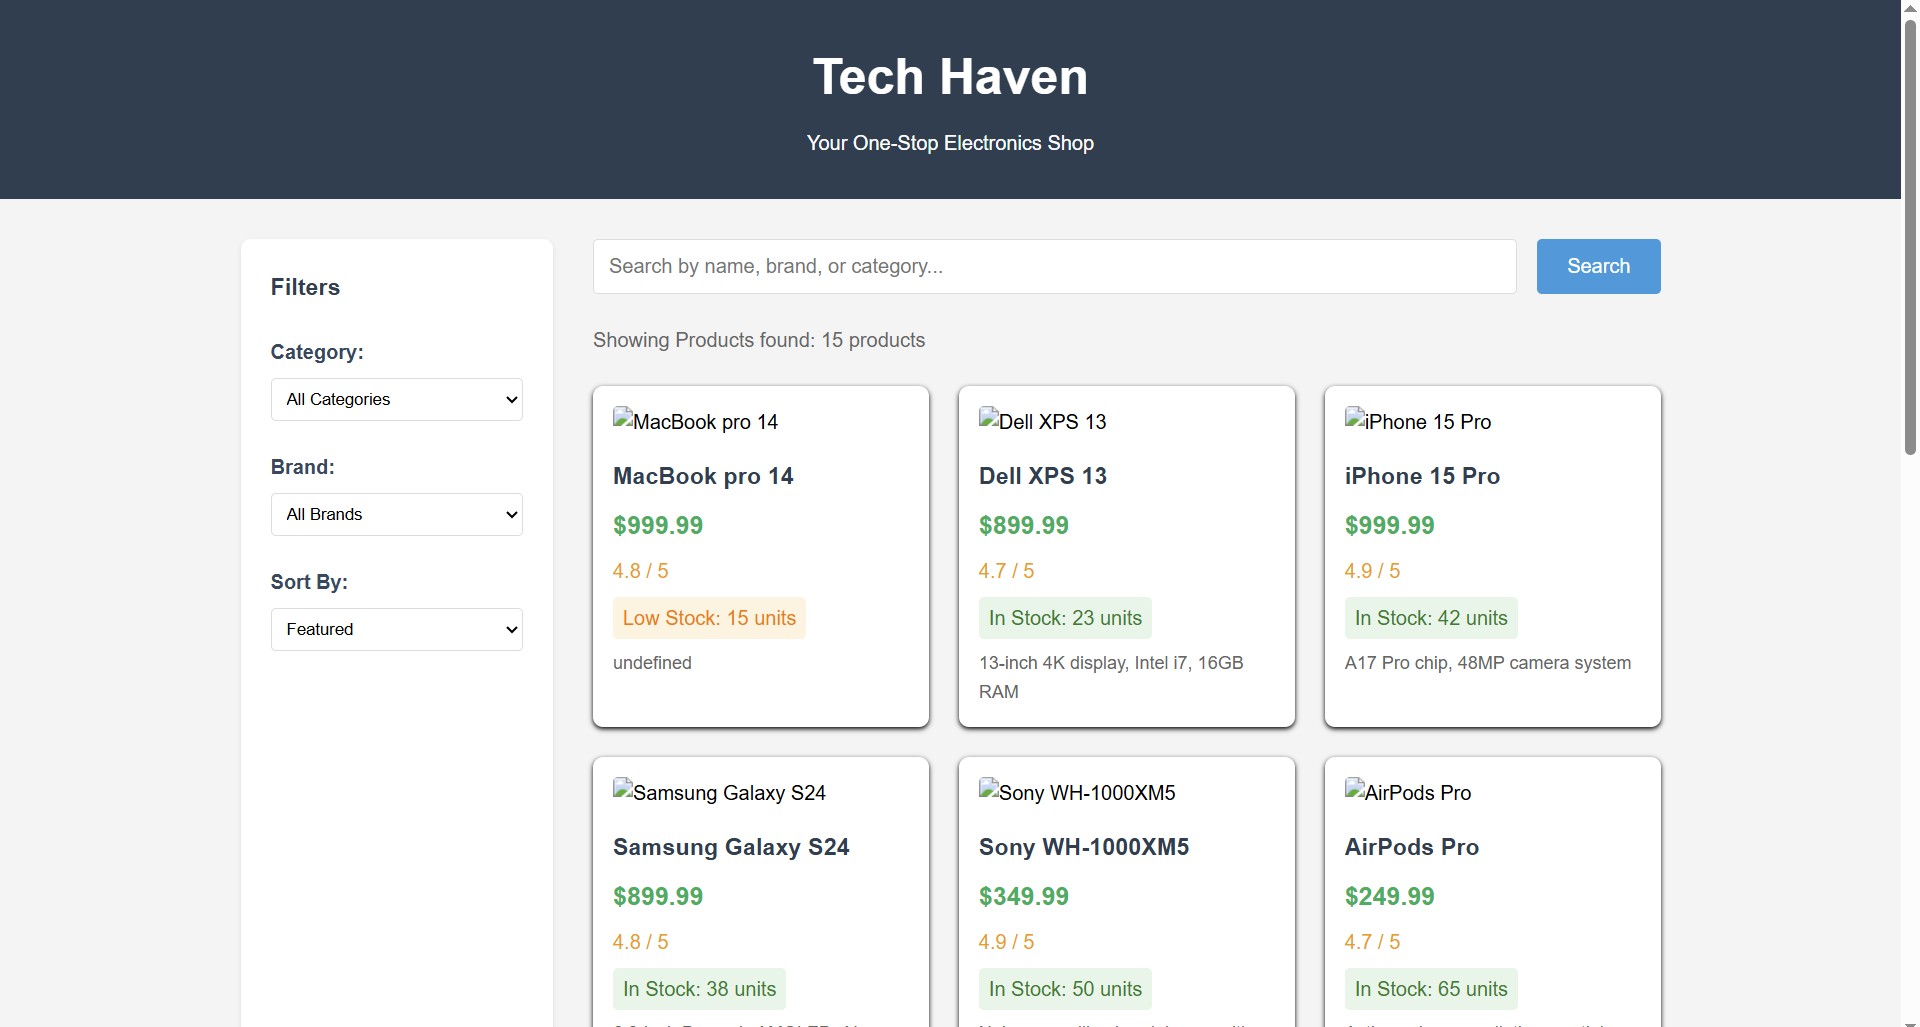 Tech Haven
Your One-Stop Electronics Shop
Filters
Category:
All Categories
Brand:
All Brands
Sort By:
Featured
Search by name, brand, or category...
Search
Showing Products found: 15 products
MacBook pro 14
MacBook pro 14
$999.99
4.8 / 5
Low Stock: 15 units
undefined
Dell XPS 13
Dell XPS 13
$899.99
4.7 / 5
In Stock: 23 units
13-inch 4K display, Intel i7, 16GB
RAM
iPhone 15 Pro
iPhone 15 Pro
$999.99
4.9 / 5
In Stock: 42 units
A17 Pro chip, 48MP camera system
Samsung Galaxy S24
Samsung Galaxy S24
$899.99
4.8 / 5
In Stock: 38 units
Sony WH-1000XM5
Sony WH-1000XM5
$349.99
4.9 / 5
In Stock: 50 units
AirPods Pro
AirPods Pro
$249.99
4.7 / 5
In Stock: 65 units